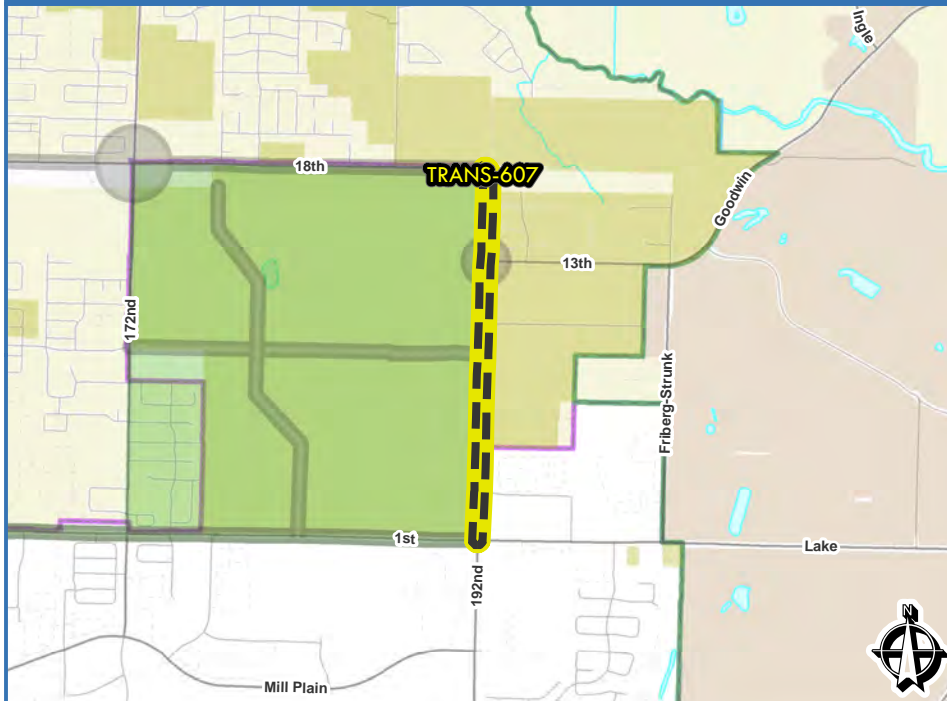 Ingle
18th
TRANS-607
Goodwin
13th
172nd
Friberg-Strunk
1st
Lake
192nd
N
Mill Plain